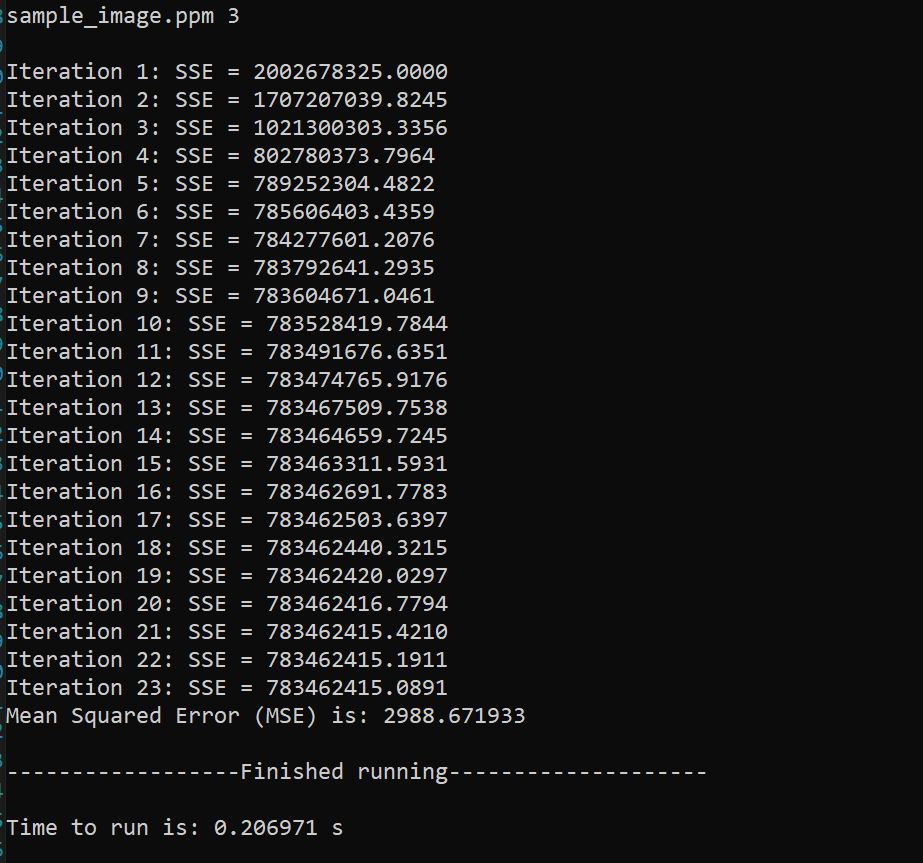 sample_image.ppm 3
Iteration 1: SSE = 2002678325.0000
Iteration 2: SSE = 1707207039.8245
Iteration 3: SSE = 1021300303.3356
Iteration 4: SSE = 802780373.7964
Iteration 5: SSE = 789252304.4822
Iteration 6: SSE = 785606403.4359
Iteration 7: SSE = 784277601.2076
Iteration 8: SSE = 783792641.2935
Iteration 9: SSE = 783604671.0461
Iteration 10: SSE = 783528419.7844
Iteration 11: SSE = 783491676.6351
Iteration 12: SSE = 783474765.9176
Iteration 13: SSE = 783467509.7538
Iteration 14: SSE = 783464659.7245
Iteration 15: SSE = 783463311.5931
Iteration 16: SSE = 783462691.7783
Iteration 17: SSE = 783462503.6397
Iteration 18: SSE = 783462440.3215
Iteration 19: SSE = 783462420.0297
Iteration 20: SSE = 783462416.7794
Iteration 21: SSE = 783462415.4210
Iteration 22: SSE = 783462415.1911
Iteration 23: SSE = 783462415.0891
Mean Squared Error (MSE) is: 2988.671933
------------------Finished running--------------------
Time to run is: 0.206971 s